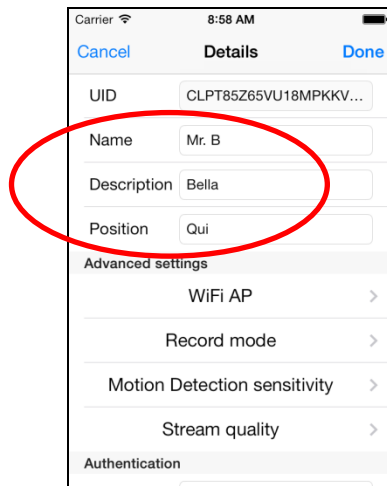 Carrier 8:58 AM
Cancel Details Done
UID CLPT85Z65VU18MPKKV...
Name Mr. B
Description Bella
Position Qui
Advanced settings
WiFi AP
Record mode
Motion Detection sensitivity
Stream quality
Authentication